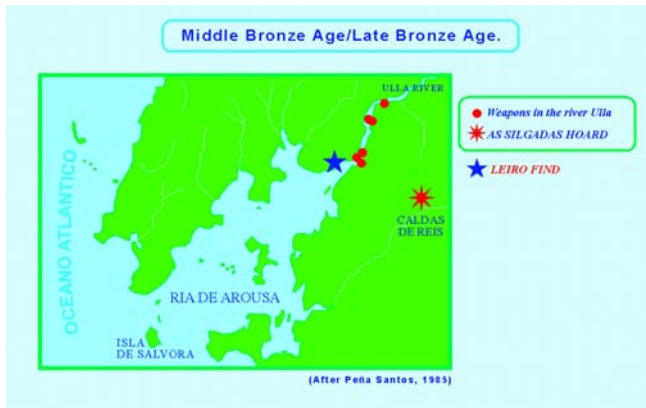 Middle Bronze Age/Late Bronze Age.
ULLA RIVER
Weapons in the river Ulla
AS SILGADAS HOARD
LEIRO FIND
CALDAS
DE REIS
OCEANO ATLANTICO
RIA DE AROUSA
ISLA
DE SALVORA
(After Peña Santos, 1985)